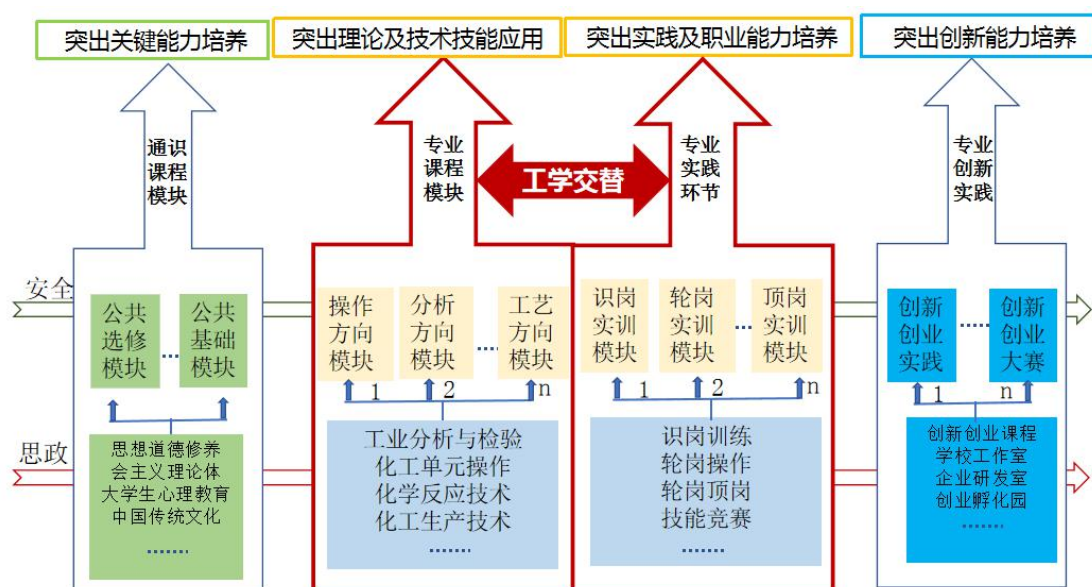 突出关键能力培养
突出理论及技术技能应用
突出实践及职业能力培养
突出创新能力培养
通识
课程
模块
专业
课程
模块
工学交替
专业
实践
环节
专业
创新
实践
安全
公共
选修
模块
......
公共
基础
模块
操作
方向
模块
分析
方向
模块
......
工艺
方向
模块
识岗
实训
模块
轮岗
实训
模块
...
顶岗
实训
模块
创新
创业
实践
......
创新
创业
大赛
1
2
n
1
2
n
1
n
思政
思想道德修养
会主义理论体
大学生心理教育
中国传统文化
.......
工业分析与检验
化工单元操作
化学反应技术
化工生产技术
.......
识岗训练
轮岗操作
轮岗顶岗
技能竞赛
.......
创新创业课程
学校工作室
企业研发室
创业孵化园
.......